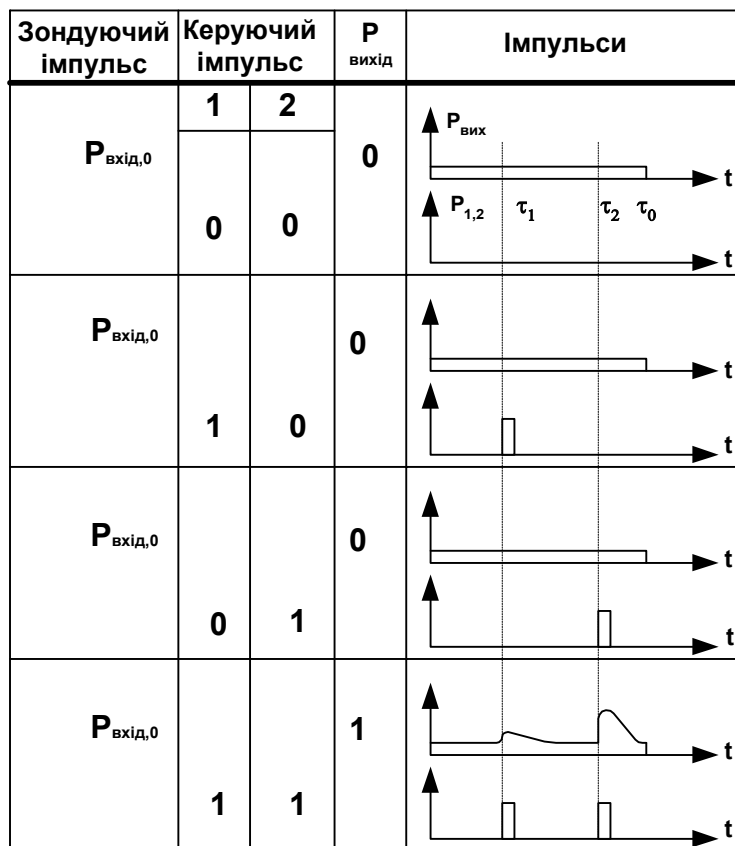 Зондуючий імпульс
Керуючий імпульс
P вихід
Імпульси
1 2
Pвхід,0
0 0
0
Pвих
t
P1,2 τ1 τ2 τ0
t
Pвхід,0
1 0
0
t
t
Pвхід,0
0 1
0
t
t
Pвхід,0
1 1
1
t
t